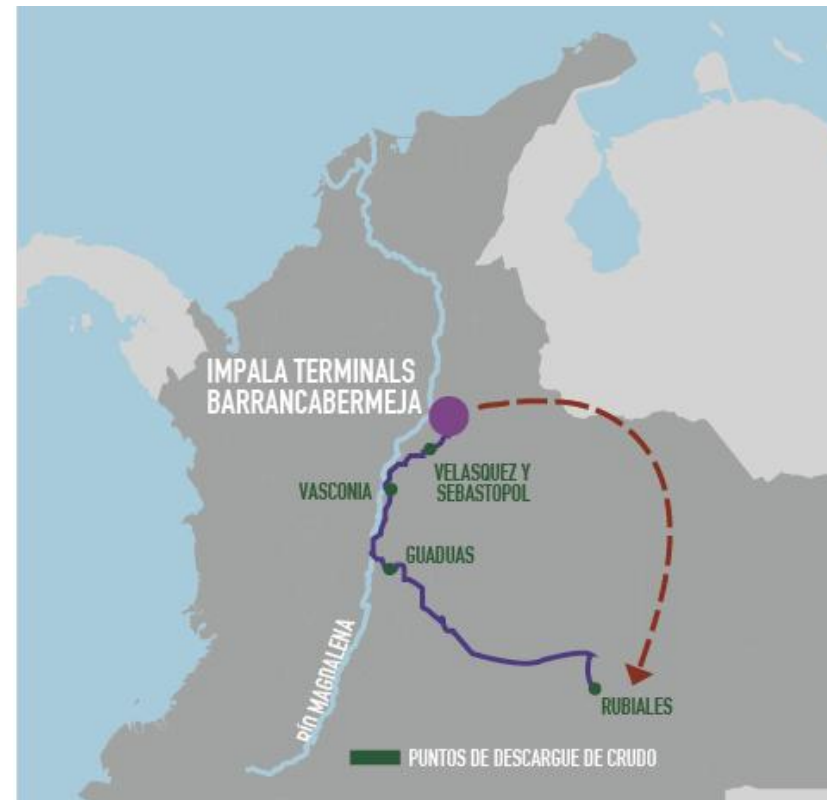 IMPALA TERMINALS
BARRANCABERMEJA
VELASQUEZ Y
SEBASTOPOL
VASCONIA
GUADUAS
RÍO MAGDALENA
RUBIALES
PUNTOS DE DESCARGUE DE CRUDO